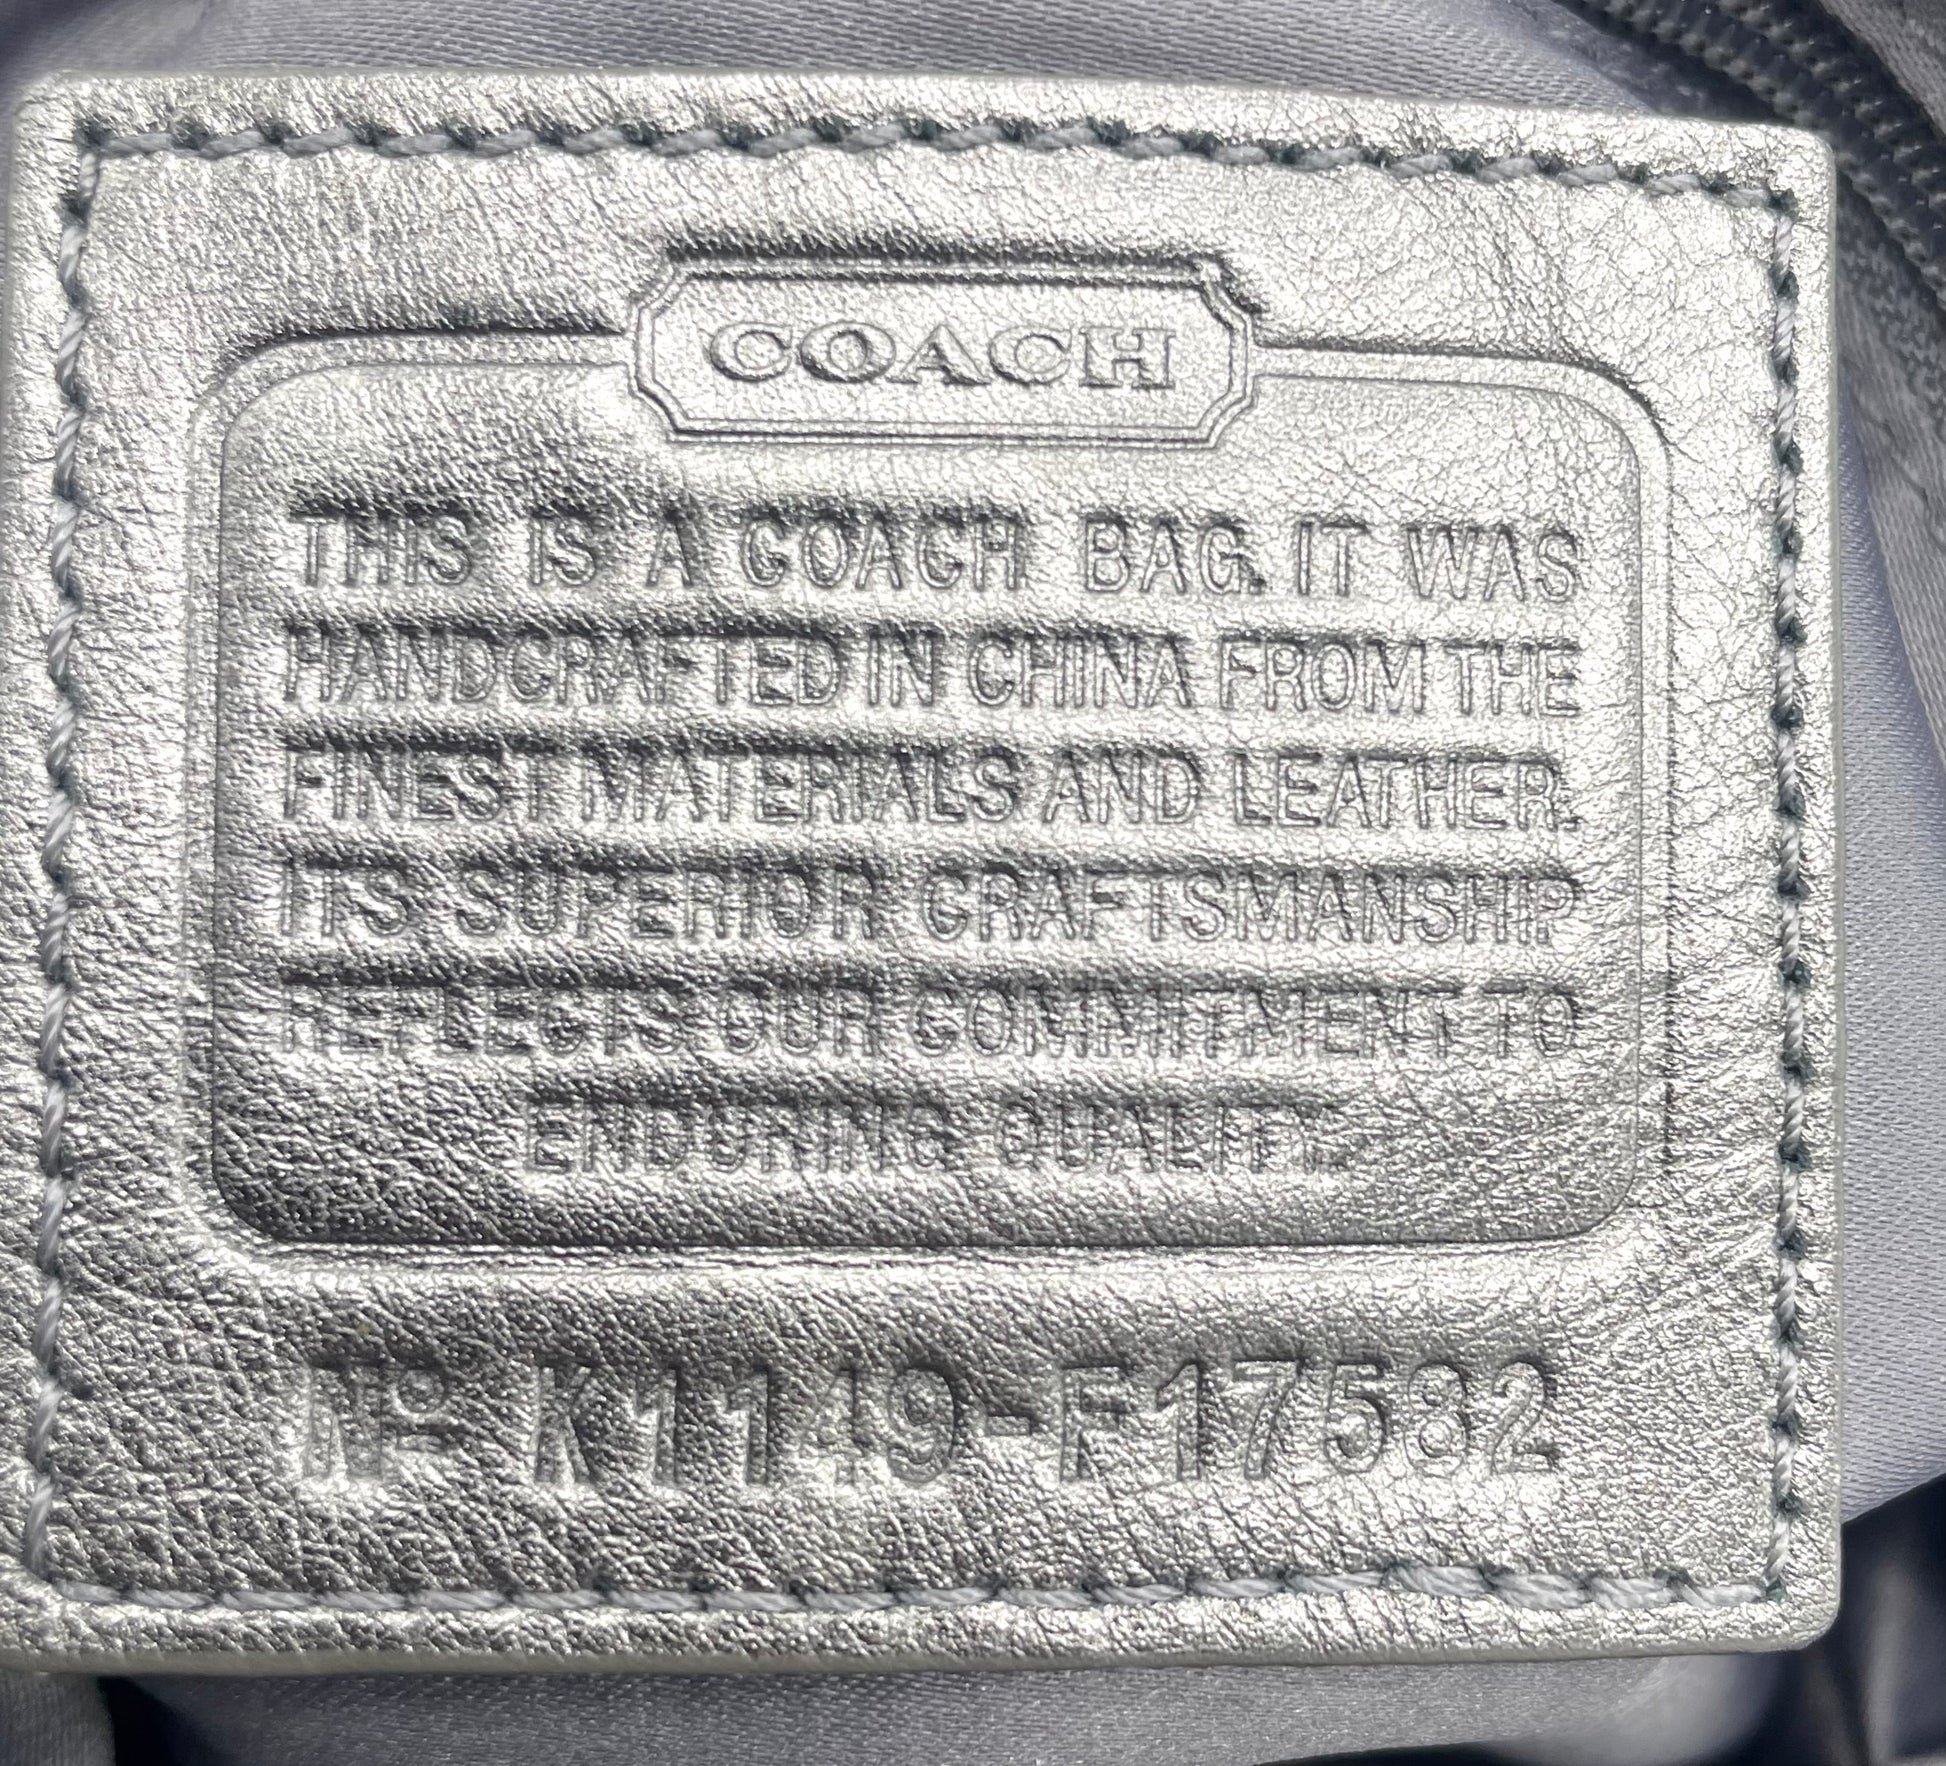 COACH
THIS IS A COACH BAG. IT WAS
HANDCRAFTED IN CHINA FROM THE
FINEST MATERIALS AND LEATHER.
ITS SUPERIOR CRAFTSMANSHIP
REFLECTS OUR COMMITMENT TO
ENDURING QUALITY.
Nº K1149-F17582